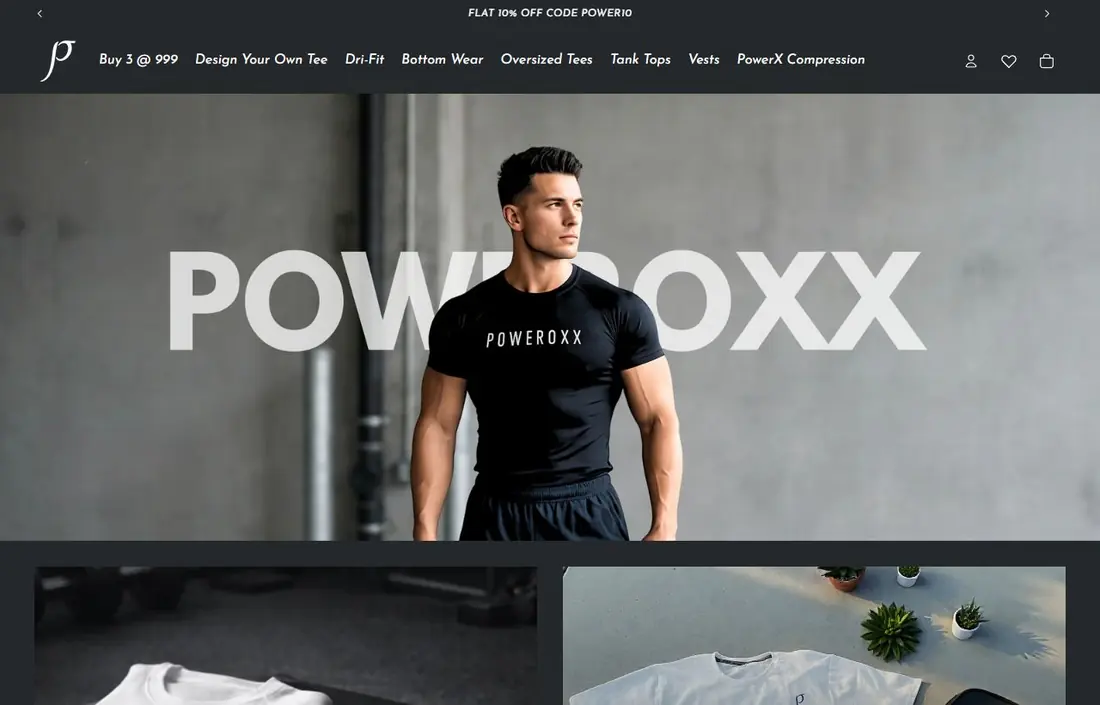 FLAT 10% OFF CODE POWER10
Buy 3 @ 999 Design Your Own Tee Dri-Fit Bottom Wear Oversized Tees Tank Tops Vests PowerX Compression
POWEROXX
POWEROXX